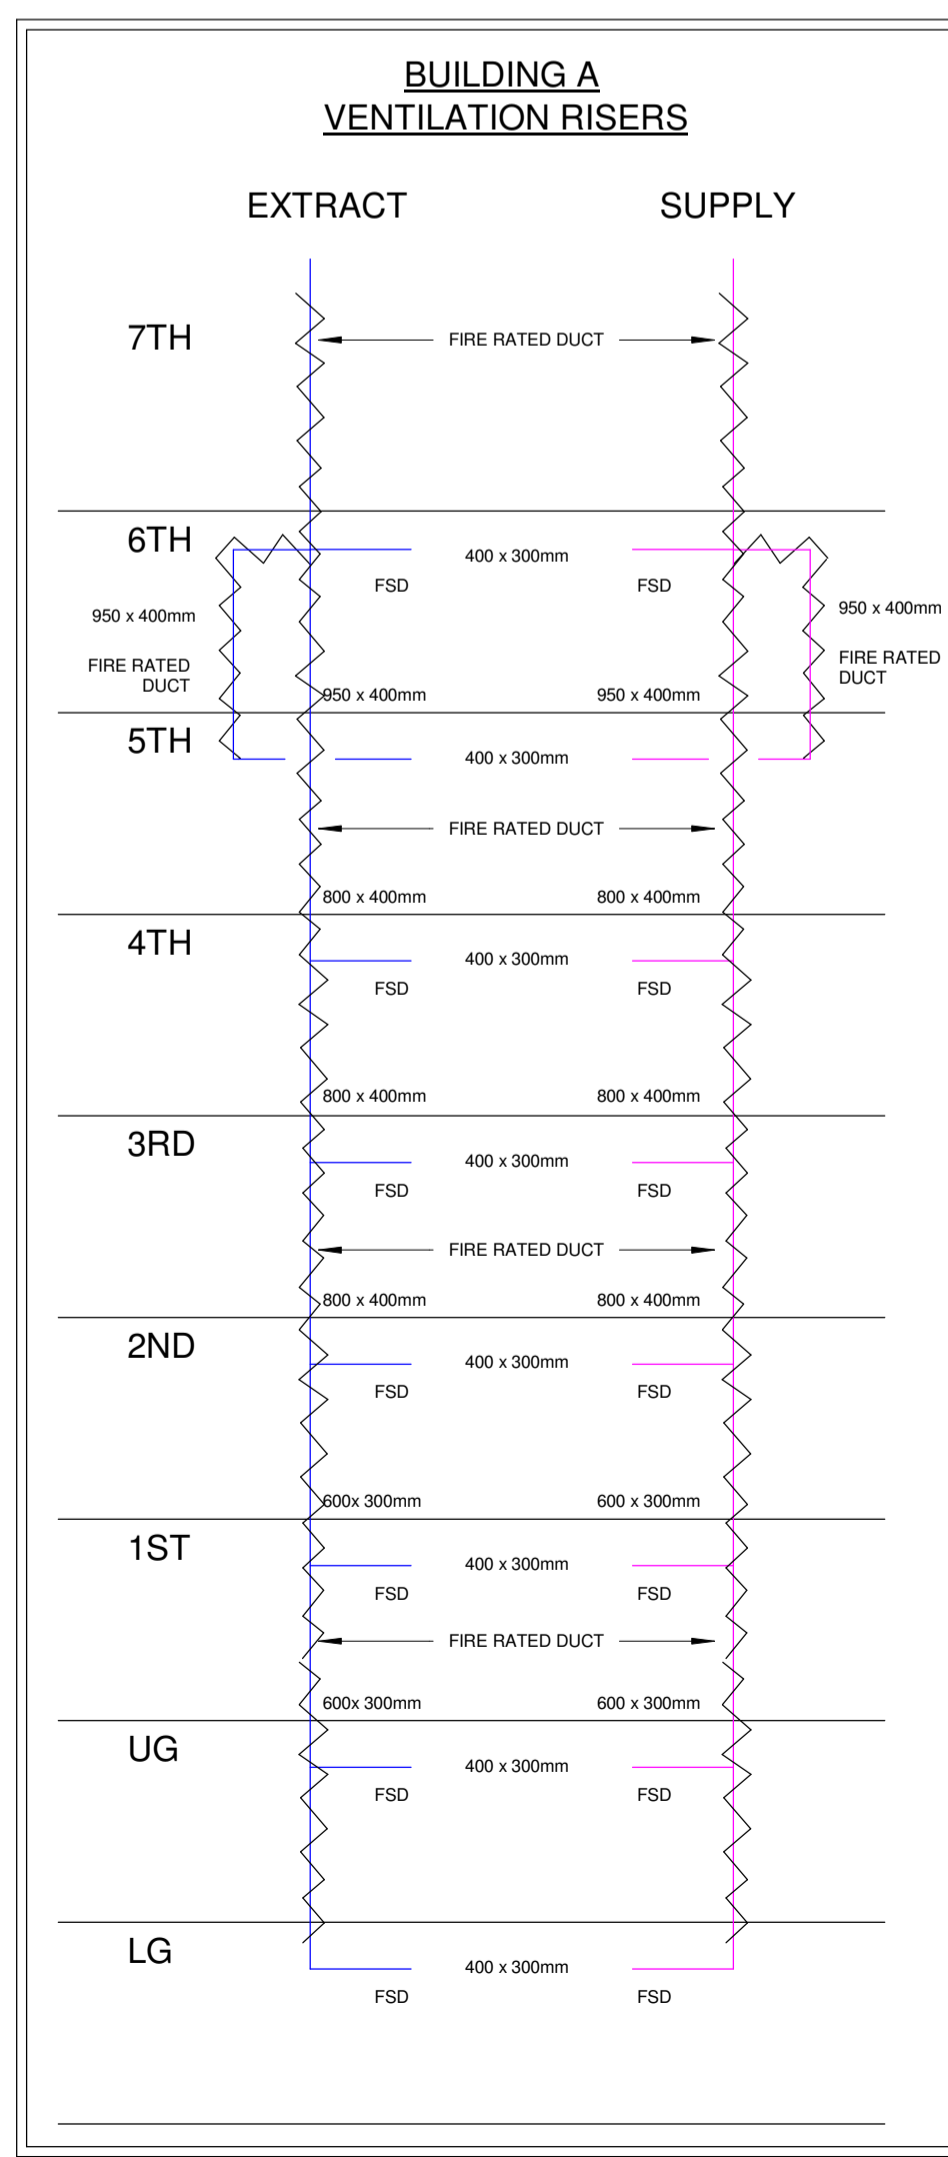 BUILDING A
VENTILATION RISERS
EXTRACT
SUPPLY
7TH
FIRE RATED DUCT
6TH
400 x 300mm
FSD
FSD
950 x 400mm
FIRE RATED
DUCT
950 x 400mm
FIRE RATED
DUCT
950 x 400mm
950 x 400mm
5TH
400 x 300mm
FIRE RATED DUCT
800 x 400mm
800 x 400mm
4TH
400 x 300mm
FSD
FSD
800 x 400mm
800 x 400mm
3RD
400 x 300mm
FSD
FSD
FIRE RATED DUCT
800 x 400mm
800 x 400mm
2ND
400 x 300mm
FSD
FSD
600x 300mm
600 x 300mm
1ST
400 x 300mm
FSD
FSD
FIRE RATED DUCT
600x 300mm
600 x 300mm
UG
400 x 300mm
FSD
FSD
LG
400 x 300mm
FSD
FSD